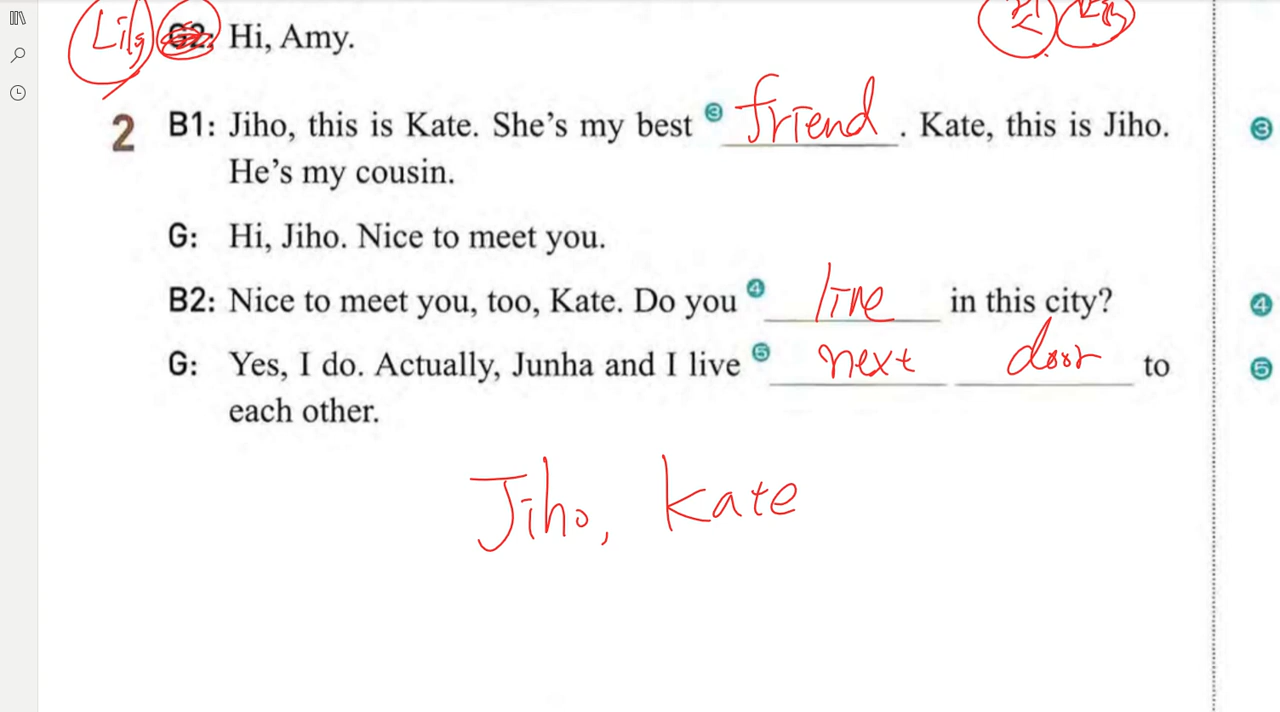 Lily G2: Hi, Amy.
2 B1: Jiho, this is Kate. She's my best ③ friend. Kate, this is Jiho. ③
He's my cousin.
G: Hi, Jiho. Nice to meet you.
B2: Nice to meet you, too, Kate. Do you ④ live in this city? ④
G: Yes, I do. Actually, Junha and I live ⑤ next door to ⑤
each other.
Jiho, Kate